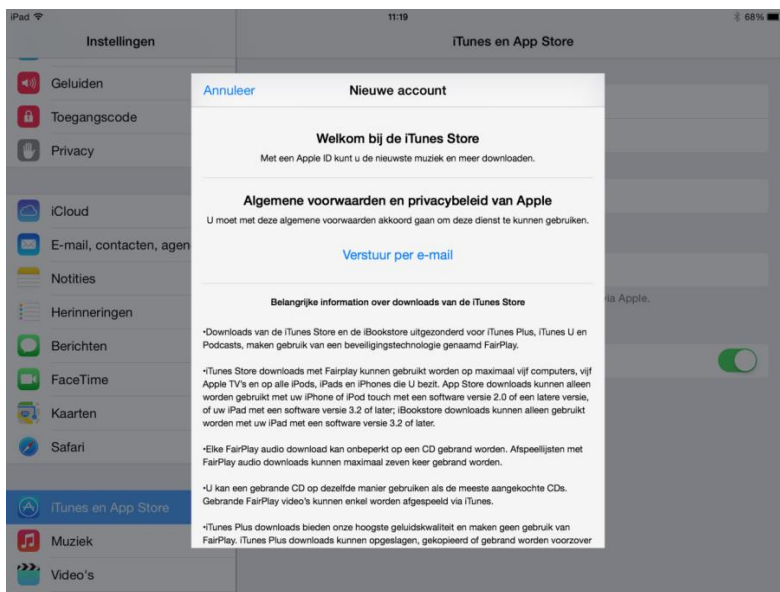 iPad 11:19 68%
Instellingen
iTunes en App Store
Geluiden
Toegangscode
Privacy
iCloud
E-mail, contacten, agen
Notities
Herinneringen
Berichten
FaceTime
Kaarten
Safari
iTunes en App Store
Muziek
Video's
Annuleer
Nieuwe account
Welkom bij de iTunes Store
Met een Apple ID kunt u de nieuwste muziek en meer downloaden.
Algemene voorwaarden en privacybeleid van Apple
U moet met deze algemene voorwaarden akkoord gaan om deze dienst te kunnen gebruiken.
Verstuur per e-mail
Belangrijke information over downloads van de iTunes Store
•Downloads van de iTunes Store en de iBookstore uitgezonderd voor iTunes Plus, iTunes U en
Podcasts, maken gebruik van een beveiligingstechnologie genaamd FairPlay.
•iTunes Store downloads met Fairplay kunnen gebruikt worden op maximaal vijf computers, vijf
Apple TV's en op alle iPods, iPads en iPhones die U bezit. App Store downloads kunnen alleen
worden gebruikt met uw iPhone of iPod touch met een software versie 2.0 of een latere versie,
of uw iPad met een software versie 3.2 of later; iBookstore downloads kunnen alleen gebruikt
worden met uw iPad met een software versie 3.2 of later.
•Elke FairPlay audio download kan onbeperkt op een CD gebrand worden. Afspeellijsten met
FairPlay audio downloads kunnen maximaal zeven keer gebrand worden.
•U kan een gebrande CD op dezelfde manier gebruiken als de meeste aangekochte CDs.
Gebrande FairPlay video's kunnen enkel worden afgespeeld via iTunes.
•iTunes Plus downloads bieden onze hoogste geluidskwaliteit en maken geen gebruik van
FairPlay. iTunes Plus downloads kunnen opgeslagen, gekopieerd of gebrand worden voorzover
via Apple.